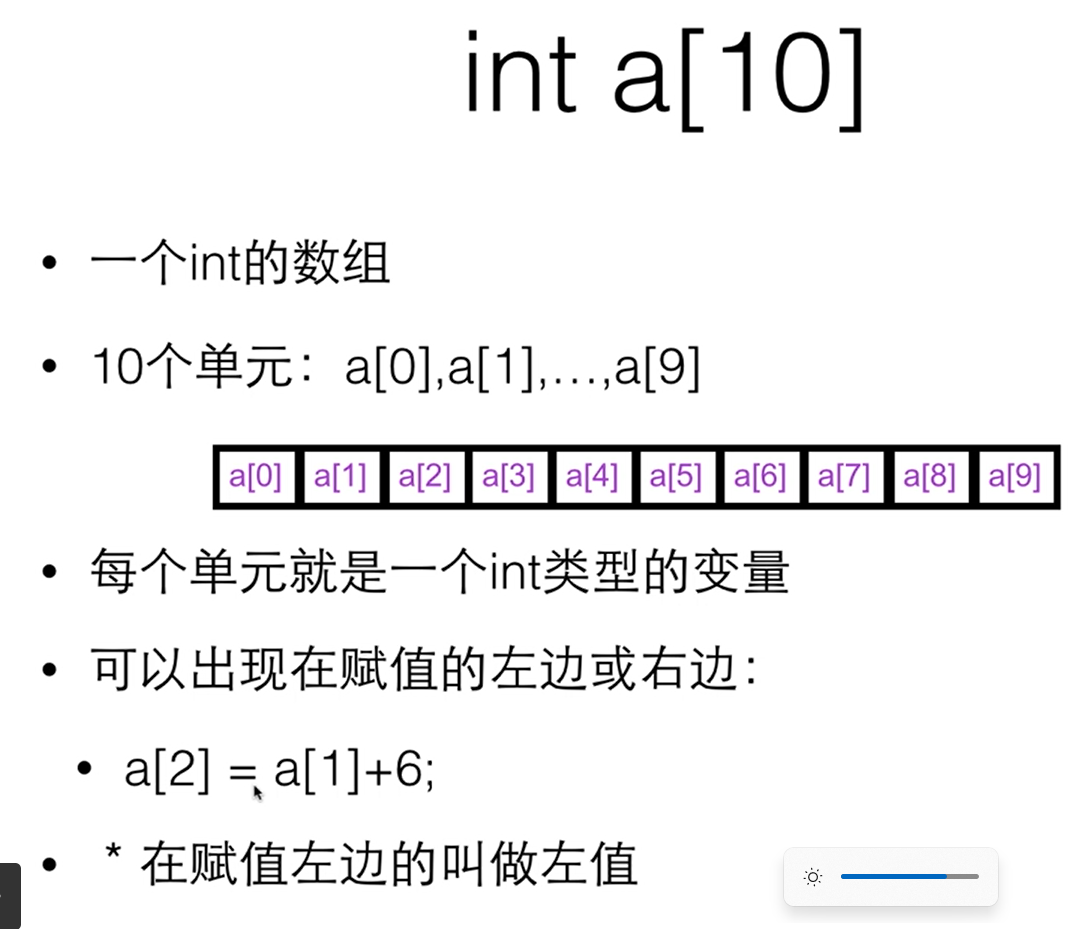 int a[10]
• 一个int的数组
• 10个单元：a[0],a[1],…,a[9]
a[0] a[1] a[2] a[3] a[4] a[5] a[6] a[7] a[8] a[9]
• 每个单元就是一个int类型的变量
• 可以出现在赋值的左边或右边：
• a[2] = a[1]+6;
• * 在赋值左边的叫做左值